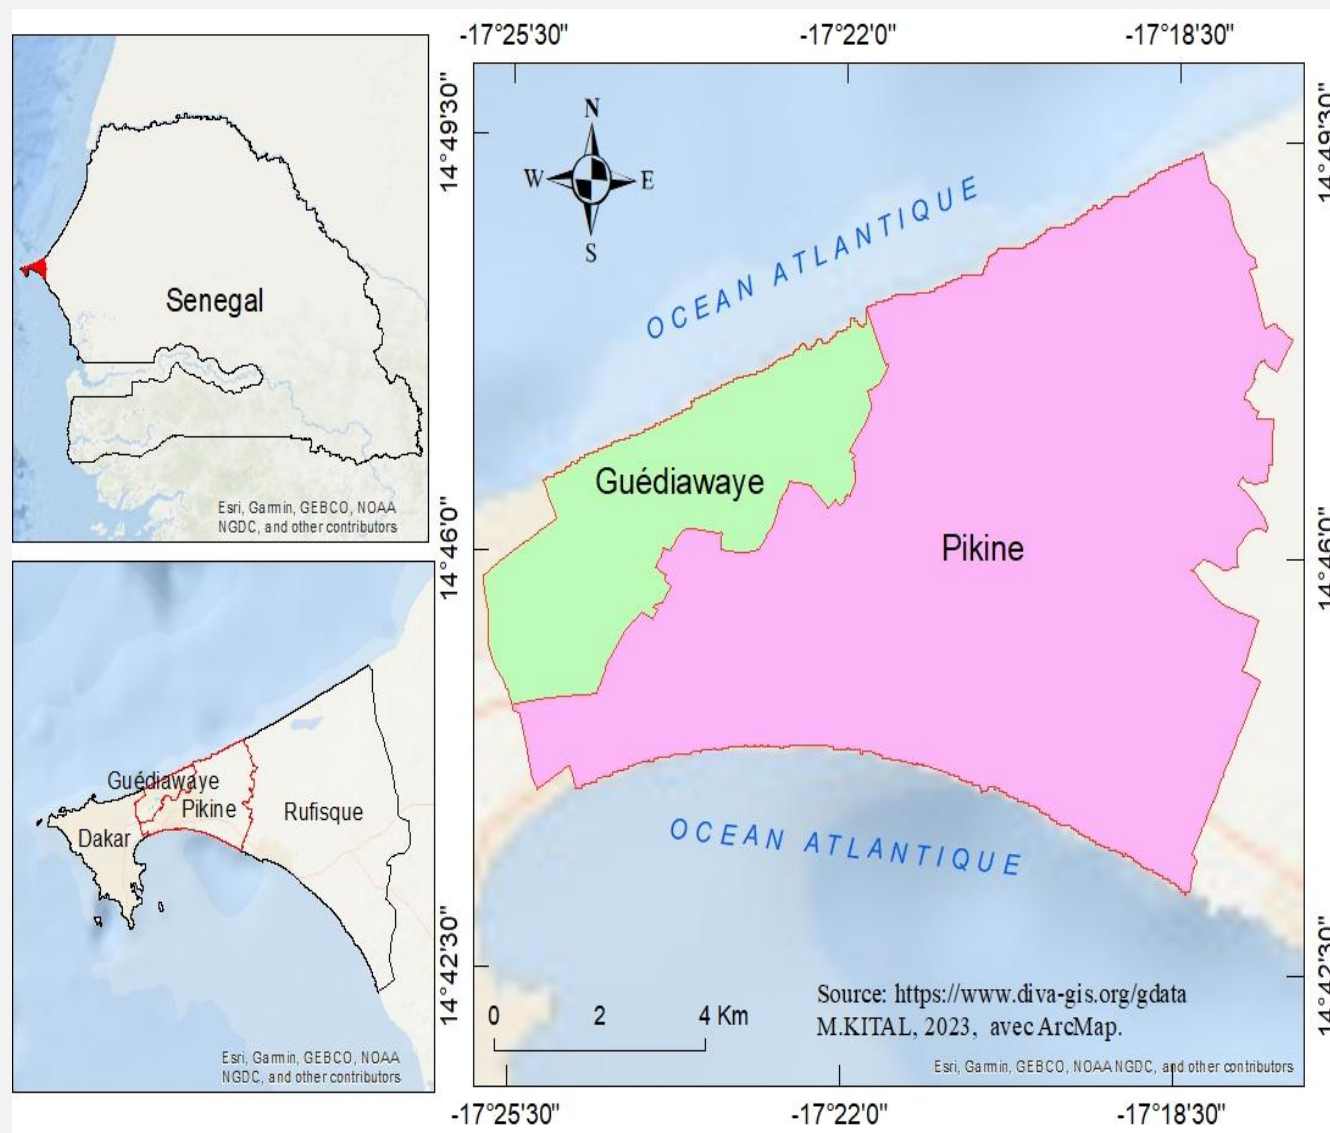 Senegal
Esri, Garmin, GEBCO, NOAA
NGDC, and other contributors
Guédiawaye
Pikine
Dakar
Rufisque
Esri, Garmin, GEBCO, NOAA
NGDC, and other contributors
-17°25'30"
-17°22'0"
-17°18'30"
14°49'30"
14°49'30"
N
W
E
S
OCEAN ATLANTIQUE
Guédiawaye
Pikine
14°46'0"
14°46'0"
OCEAN ATLANTIQUE
14°42'30"
14°42'30"
0
2
4 Km
Source: https://www.diva-gis.org/gdata
M.KITAL, 2023, avec ArcMap.
Esri, Garmin, GEBCO, NOAA NGDC, and other contributors
-17°25'30"
-17°22'0"
-17°18'30"